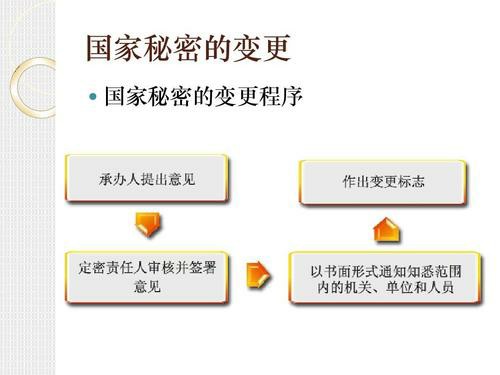 国家秘密的变更
国家秘密的变更程序
承办人提出意见
定密责任人审核并签署
意见
以书面形式通知知悉范围
内的机关、单位和人员
作出变更标志